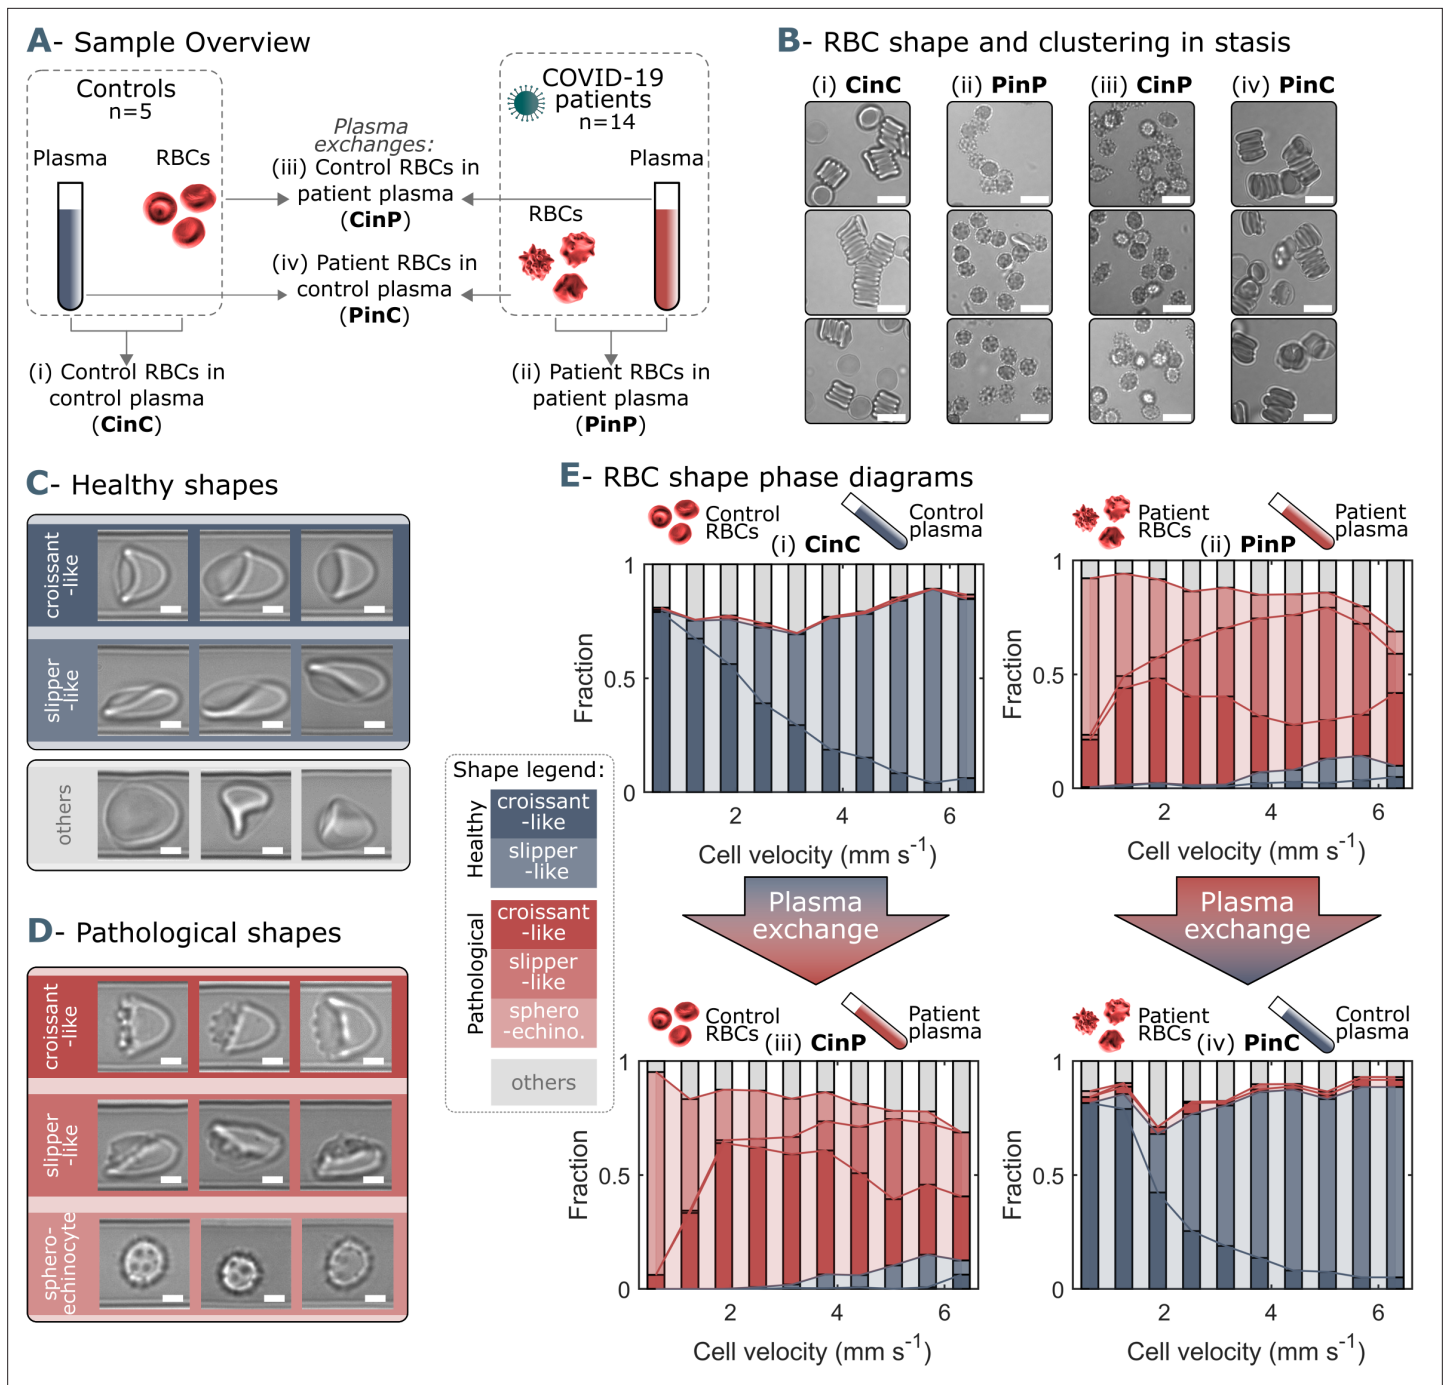 A- Sample Overview
Controls
n=5
Plasma
RBCs
COVID-19
patients
n=14
Plasma
RBCs
Plasma
exchanges:
(iii) Control RBCs in
patient plasma
(CinP)
(iv) Patient RBCs in
control plasma
(PinC)
(i) Control RBCs in
control plasma
(CinC)
(ii) Patient RBCs in
patient plasma
(PinP)
B- RBC shape and clustering in stasis
(i) CinC
(ii) PinP
(iii) CinP
(iv) PinC
C- Healthy shapes
croissant
-like
slipper
-like
others
D- Pathological shapes
croissant
-like
slipper
-like
sphero-
echinocyte
Shape legend:
Healthy
croissant
-like
slipper
-like
Pathological
croissant
-like
slipper
-like
sphero
-echino.
others
E- RBC shape phase diagrams
Control
RBCs
Control
plasma
(i) CinC
Fraction
1
0.5
0
2
4
6
Cell velocity (mm s-1)
Patient
RBCs
Patient
plasma
(ii) PinP
Fraction
1
0.5
0
2
4
6
Cell velocity (mm s-1)
Plasma
exchange
Plasma
exchange
Control
RBCs
Patient
plasma
(iii) CinP
Fraction
1
0.5
0
2
4
6
Cell velocity (mm s-1)
Patient
RBCs
Control
plasma
(iv) PinC
Fraction
1
0.5
0
2
4
6
Cell velocity (mm s-1)